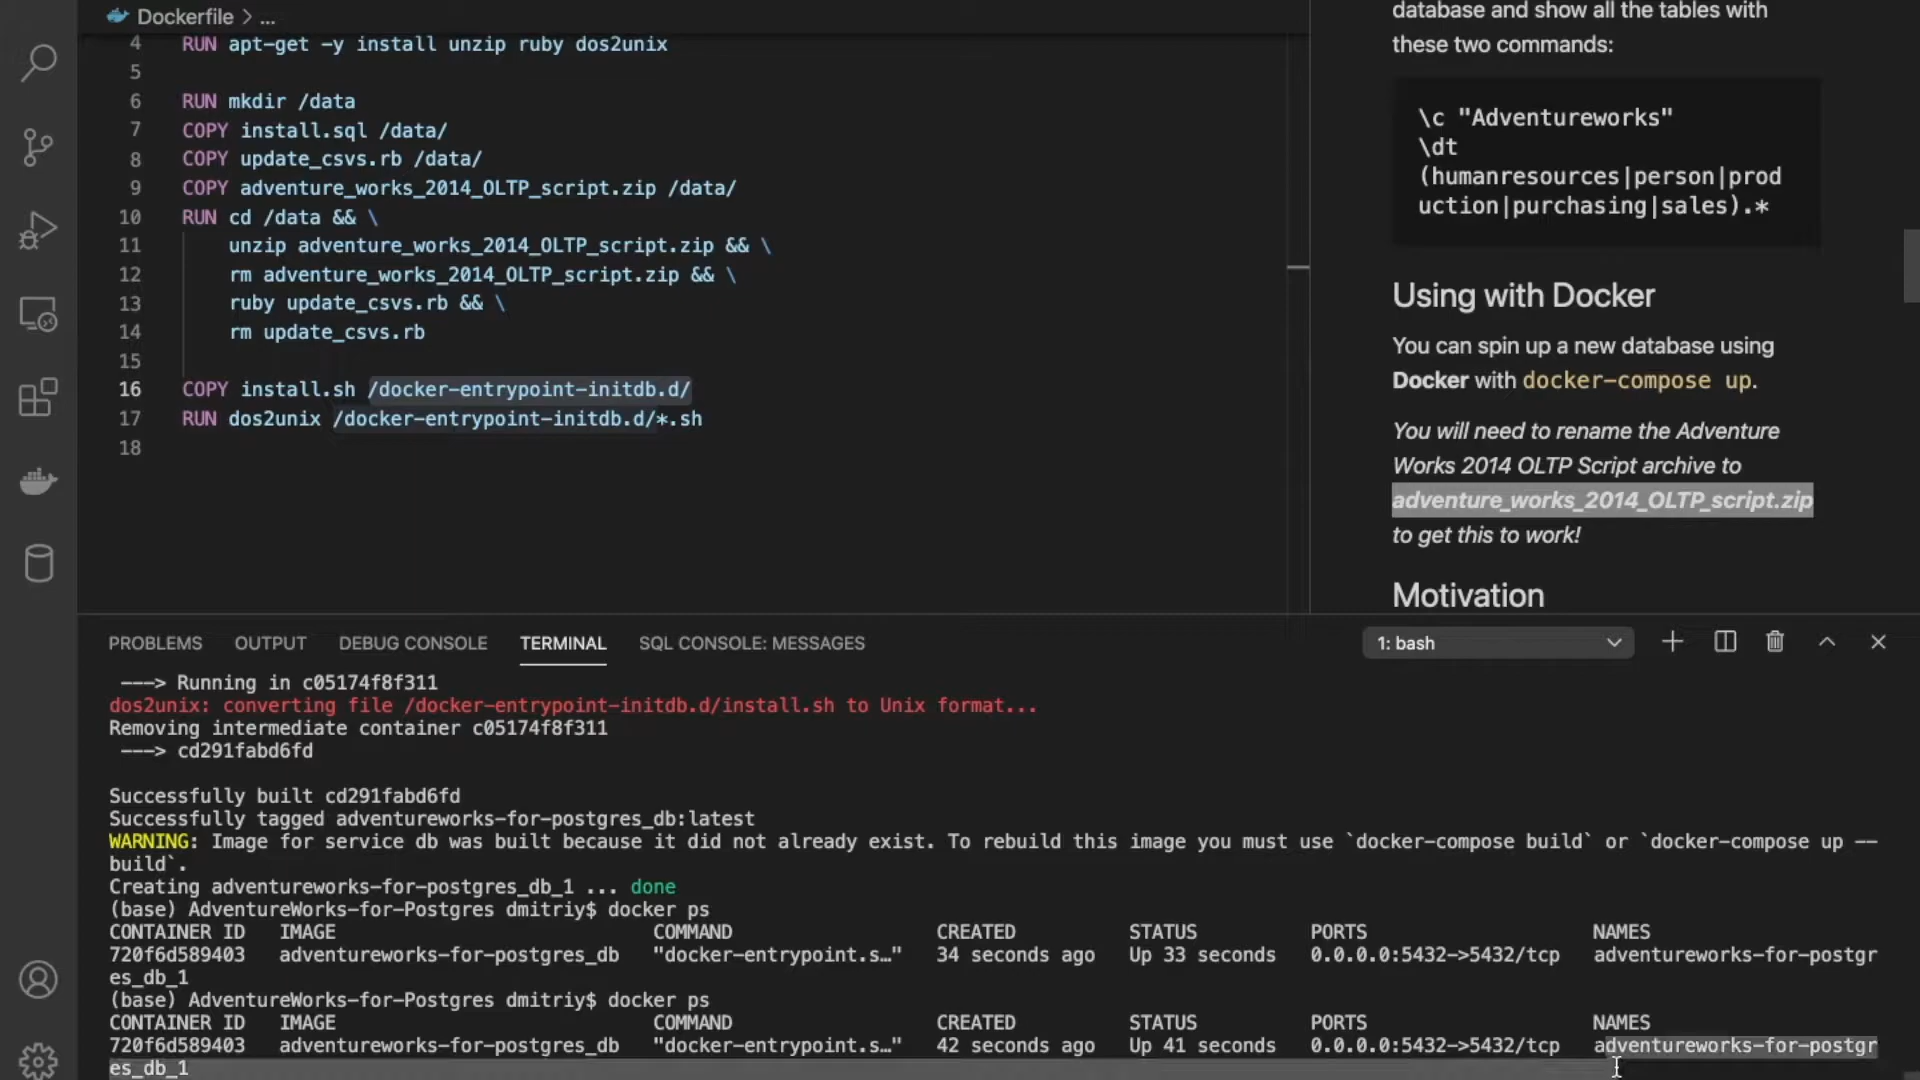 Dockerfile > ...
4 RUN apt-get -y install unzip ruby dos2unix
5
6 RUN mkdir /data
7 COPY install.sql /data/
8 COPY update_csvs.rb /data/
9 COPY adventure_works_2014_OLTP_script.zip /data/
10 RUN cd /data && \
11 unzip adventure_works_2014_OLTP_script.zip && \
12 rm adventure_works_2014_OLTP_script.zip && \
13 ruby update_csvs.rb && \
14 rm update_csvs.rb
15
16 COPY install.sh /docker-entrypoint-initdb.d/
17 RUN dos2unix /docker-entrypoint-initdb.d/*.sh
18
database and show all the tables with
these two commands:
\c "Adventureworks"
\dt
(humanresources|person|prod
uction|purchasing|sales).*
Using with Docker
You can spin up a new database using
Docker with docker-compose up.
You will need to rename the Adventure
Works 2014 OLTP Script archive to
adventure_works_2014_OLTP_script.zip
to get this to work!
Motivation
PROBLEMS OUTPUT DEBUG CONSOLE TERMINAL SQL CONSOLE: MESSAGES 1: bash
---> Running in c05174f8f311
dos2unix: converting file /docker-entrypoint-initdb.d/install.sh to Unix format...
Removing intermediate container c05174f8f311
---> cd291fabd6fd
Successfully built cd291fabd6fd
Successfully tagged adventureworks-for-postgres_db:latest
WARNING: Image for service db was built because it did not already exist. To rebuild this image you must use `docker-compose build` or `docker-compose up --
build`.
Creating adventureworks-for-postgres_db_1 ... done
(base) AdventureWorks-for-Postgres dmitriy$ docker ps
CONTAINER ID IMAGE COMMAND CREATED STATUS PORTS NAMES
720f6d589403 adventureworks-for-postgres_db "docker-entrypoint.s…" 34 seconds ago Up 33 seconds 0.0.0.0:5432->5432/tcp adventureworks-for-postgr
es_db_1
(base) AdventureWorks-for-Postgres dmitriy$ docker ps
CONTAINER ID IMAGE COMMAND CREATED STATUS PORTS NAMES
720f6d589403 adventureworks-for-postgres_db "docker-entrypoint.s…" 42 seconds ago Up 41 seconds 0.0.0.0:5432->5432/tcp adventureworks-for-postgr
es_db_1